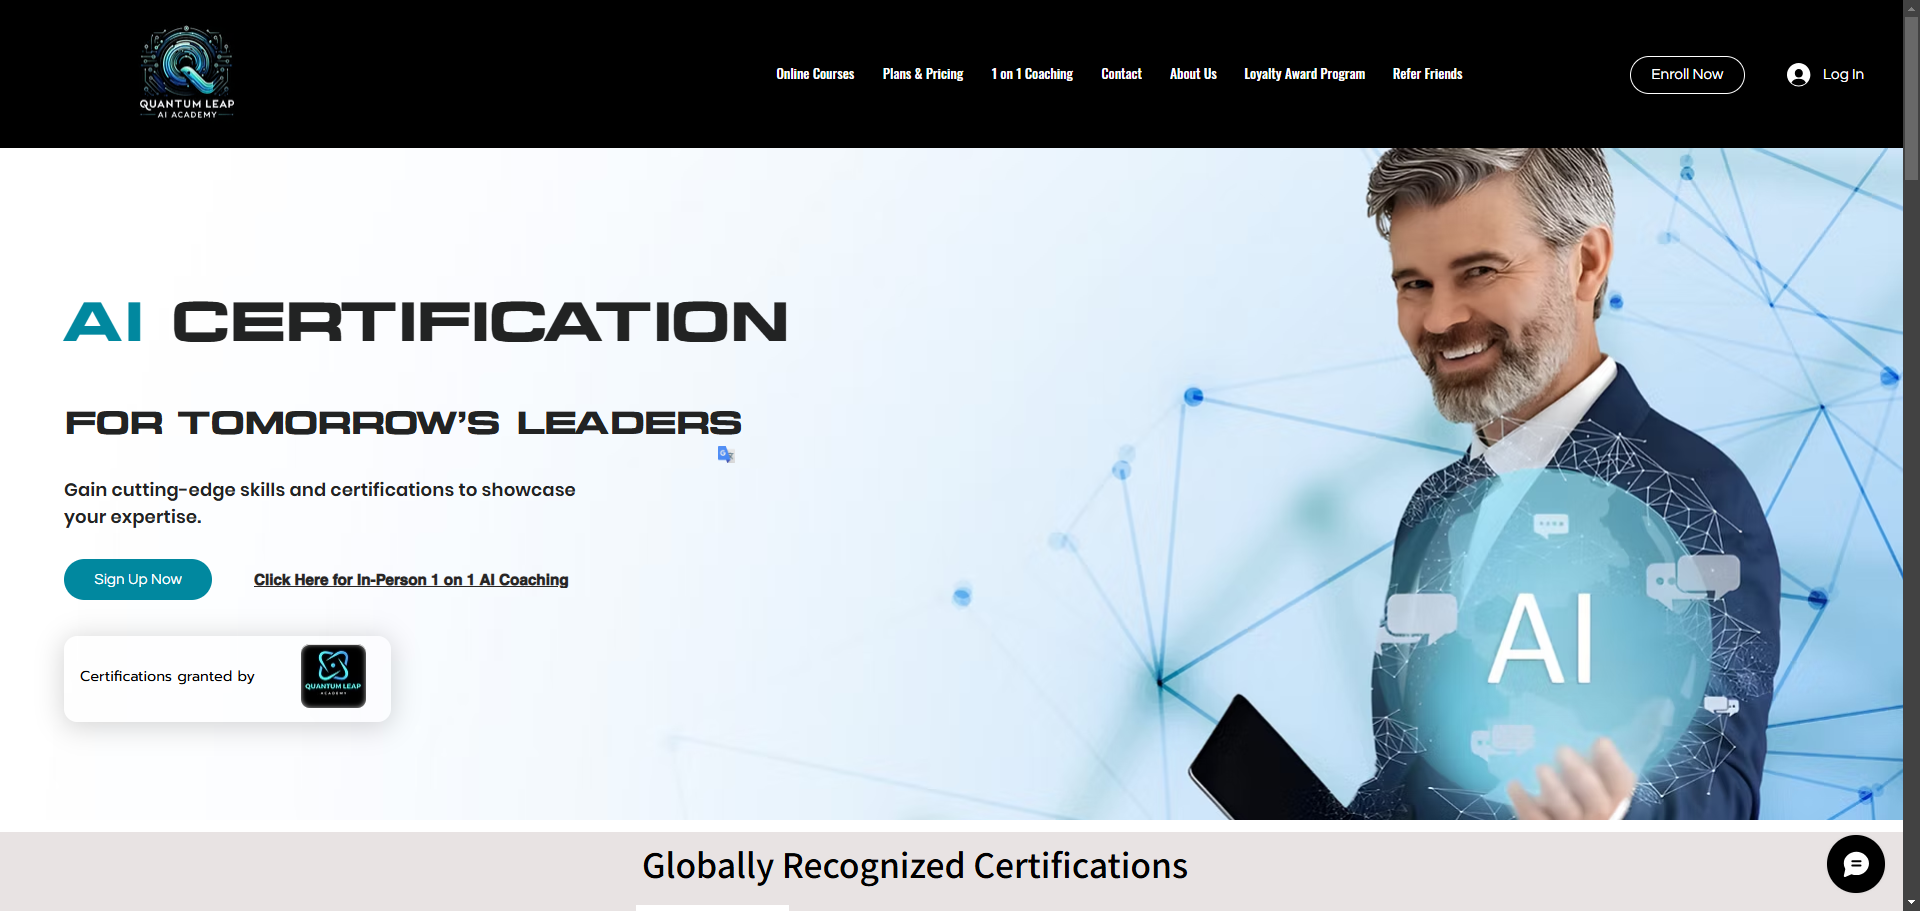 QUANTUM LEAP
AI ACADEMY
Online Courses
Plans & Pricing
1 on 1 Coaching
Contact
About Us
Loyalty Award Program
Refer Friends
Enroll Now
Log In
AI CERTIFICATION
FOR TOMORROW'S LEADERS
Gain cutting-edge skills and certifications to showcase
your expertise.
Sign Up Now
Click Here for In-Person 1 on 1 AI Coaching
Certifications granted by
QUANTUM LEAP
ACADEMY
AI
Globally Recognized Certifications